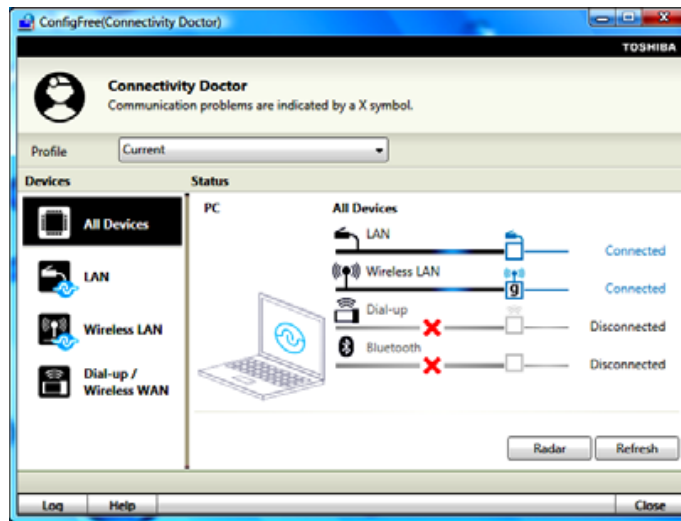 ConfigFree(Connectivity Doctor)
TOSHIBA
Connectivity Doctor
Communication problems are indicated by a X symbol.
Profile
Current
Devices
Status
All Devices
LAN
Wireless LAN
Dial-up /
Wireless WAN
PC
All Devices
LAN
Connected
Wireless LAN
g
Connected
Dial-up
Disconnected
Bluetooth
Disconnected
Radar
Refresh
Log
Help
Close